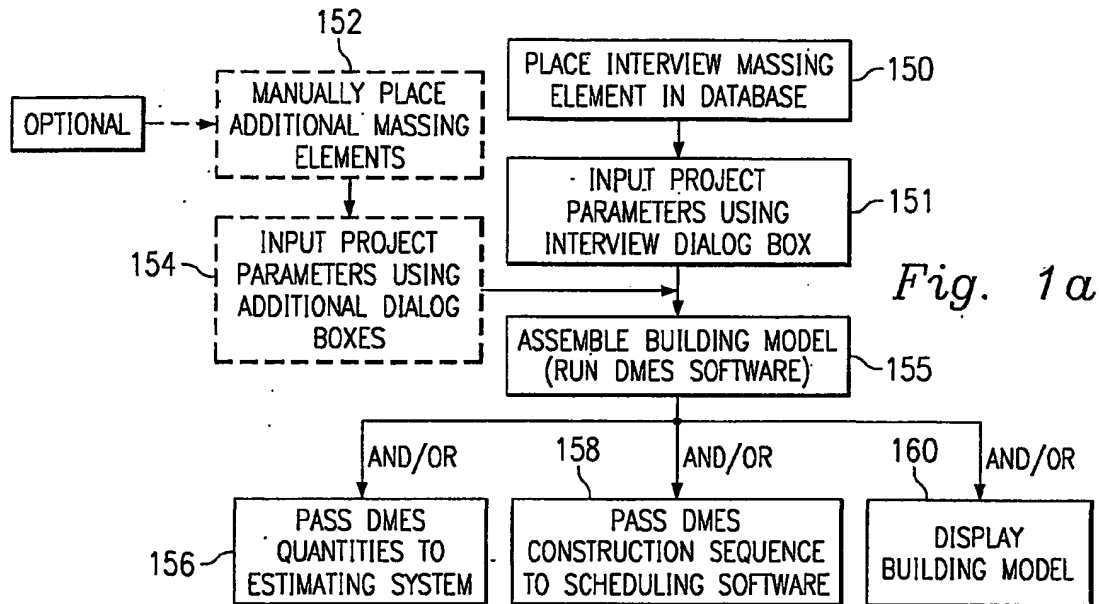 152
OPTIONAL
MANUALLY PLACE
ADDITIONAL MASSING
ELEMENTS
PLACE INTERVIEW MASSING
ELEMENT IN DATABASE
150
INPUT PROJECT
PARAMETERS USING
INTERVIEW DIALOG BOX
151
154
INPUT PROJECT
PARAMETERS USING
ADDITIONAL DIALOG
BOXES
Fig. 1a
ASSEMBLE BUILDING MODEL
(RUN DMES SOFTWARE)
155
AND/OR
158
AND/OR
160
AND/OR
156
PASS DMES
QUANTITIES TO
ESTIMATING SYSTEM
PASS DMES
CONSTRUCTION SEQUENCE
TO SCHEDULING SOFTWARE
DISPLAY
BUILDING MODEL